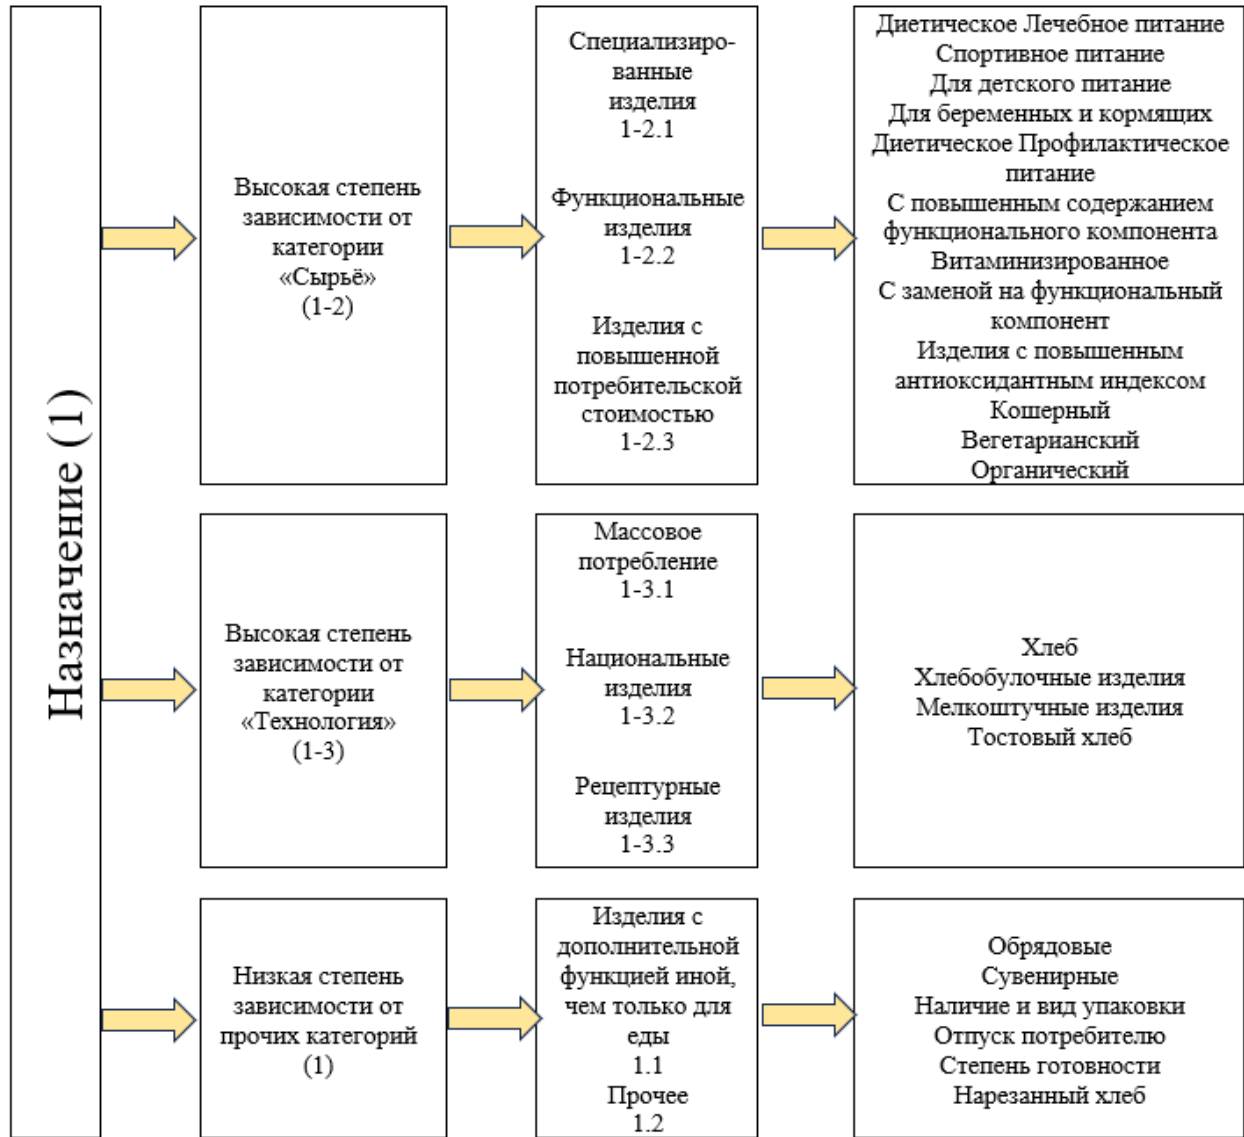 Назначение (1)
Высокая степень
зависимости от
категории
«Сырьё»
(1-2)
Специализиро-
ванные
изделия
1-2.1
Функциональные
изделия
1-2.2
Изделия с
повышенной
потребительской
стоимостью
1-2.3
Диетическое Лечебное питание
Спортивное питание
Для детского питание
Для беременных и кормящих
Диетическое Профилактическое
питание
С повышенным содержанием
функционального компонента
Витаминизированное
С заменой на функциональный
компонент
Изделия с повышенным
антиоксидантным индексом
Кошерный
Вегетарианский
Органический
Высокая степень
зависимости от
категории
«Технология»
(1-3)
Массовое
потребление
1-3.1
Национальные
изделия
1-3.2
Рецептурные
изделия
1-3.3
Хлеб
Хлебобулочные изделия
Мелкоштучные изделия
Тостовый хлеб
Низкая степень
зависимости от
прочих категорий
(1)
Изделия с
дополнительной
функцией иной,
чем только для
еды
1.1
Прочее
1.2
Обрядовые
Сувенирные
Наличие и вид упаковки
Отпуск потребителю
Степень готовности
Нарезанный хлеб